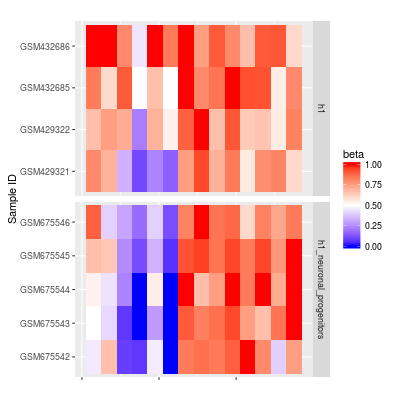 GSM432686
GSM432685
GSM429322
GSM429321
h1
GSM675546
GSM675545
GSM675544
GSM675543
GSM675542
h1_neuronal_progenitors
Sample ID
beta
1.00
0.75
0.50
0.25
0.00